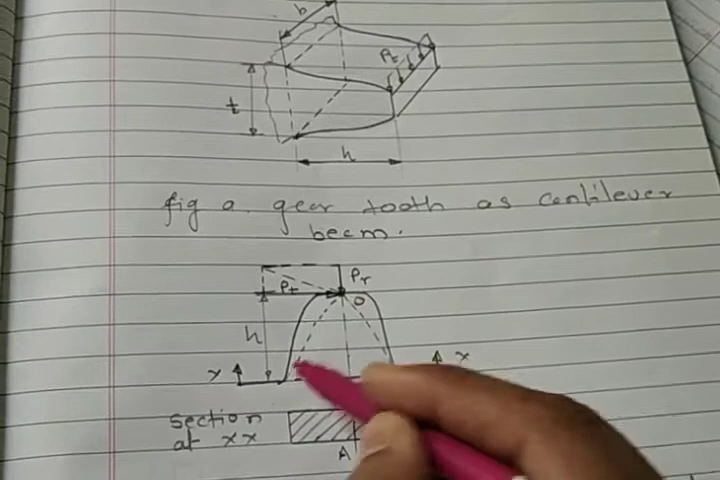 b
Pt
t
h
fig a. gear tooth as cantilever
beam.
Pr
Pt
O
h
x x
section
at xx
A